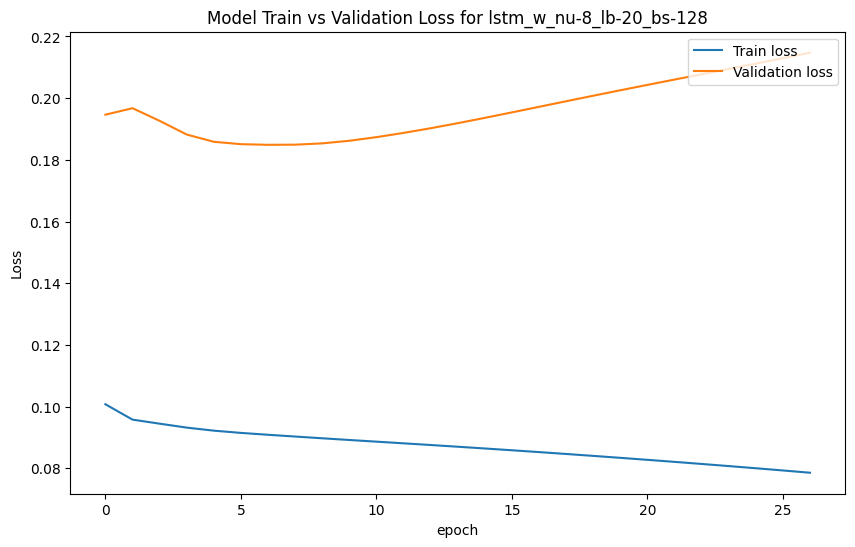 Model Train vs Validation Loss for lstm_w_nu-8_lb-20_bs-128
Train loss
Validation loss
0.22
0.20
0.18
0.16
0.14
0.12
0.10
0.08
Loss
0
5
10
15
20
25
epoch